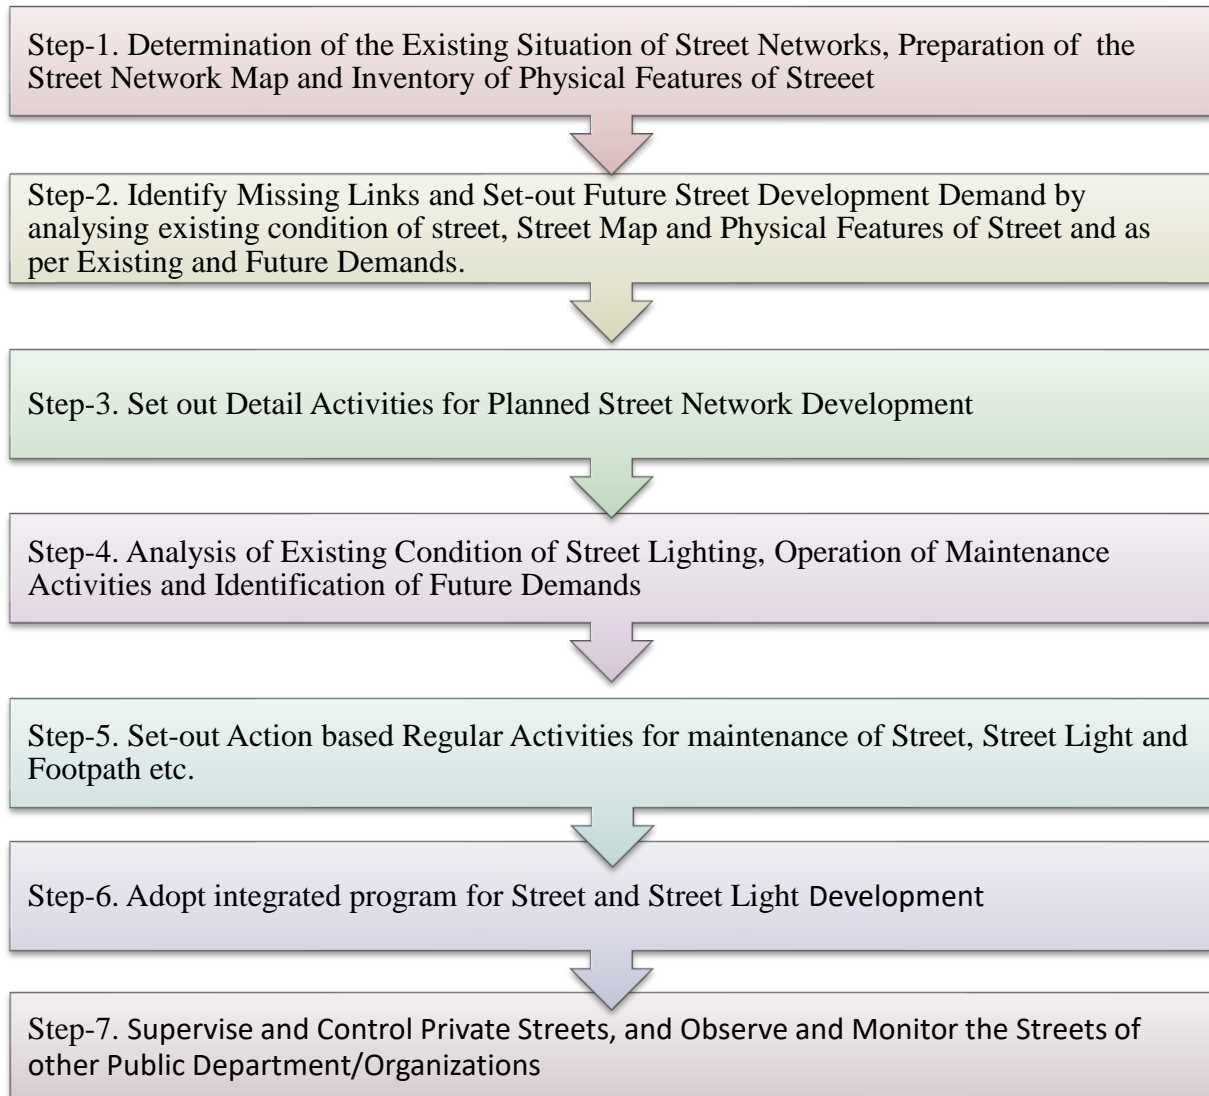 Step-1. Determination of the Existing Situation of Street Networks, Preparation of the
Street Network Map and Inventory of Physical Features of Streeet
Step-2. Identify Missing Links and Set-out Future Street Development Demand by
analysing existing condition of street, Street Map and Physical Features of Street and as
per Existing and Future Demands.
Step-3. Set out Detail Activities for Planned Street Network Development
Step-4. Analysis of Existing Condition of Street Lighting, Operation of Maintenance
Activities and Identification of Future Demands
Step-5. Set-out Action based Regular Activities for maintenance of Street, Street Light and
Footpath etc.
Step-6. Adopt integrated program for Street and Street Light Development
Step-7. Supervise and Control Private Streets, and Observe and Monitor the Streets of
other Public Department/Organizations